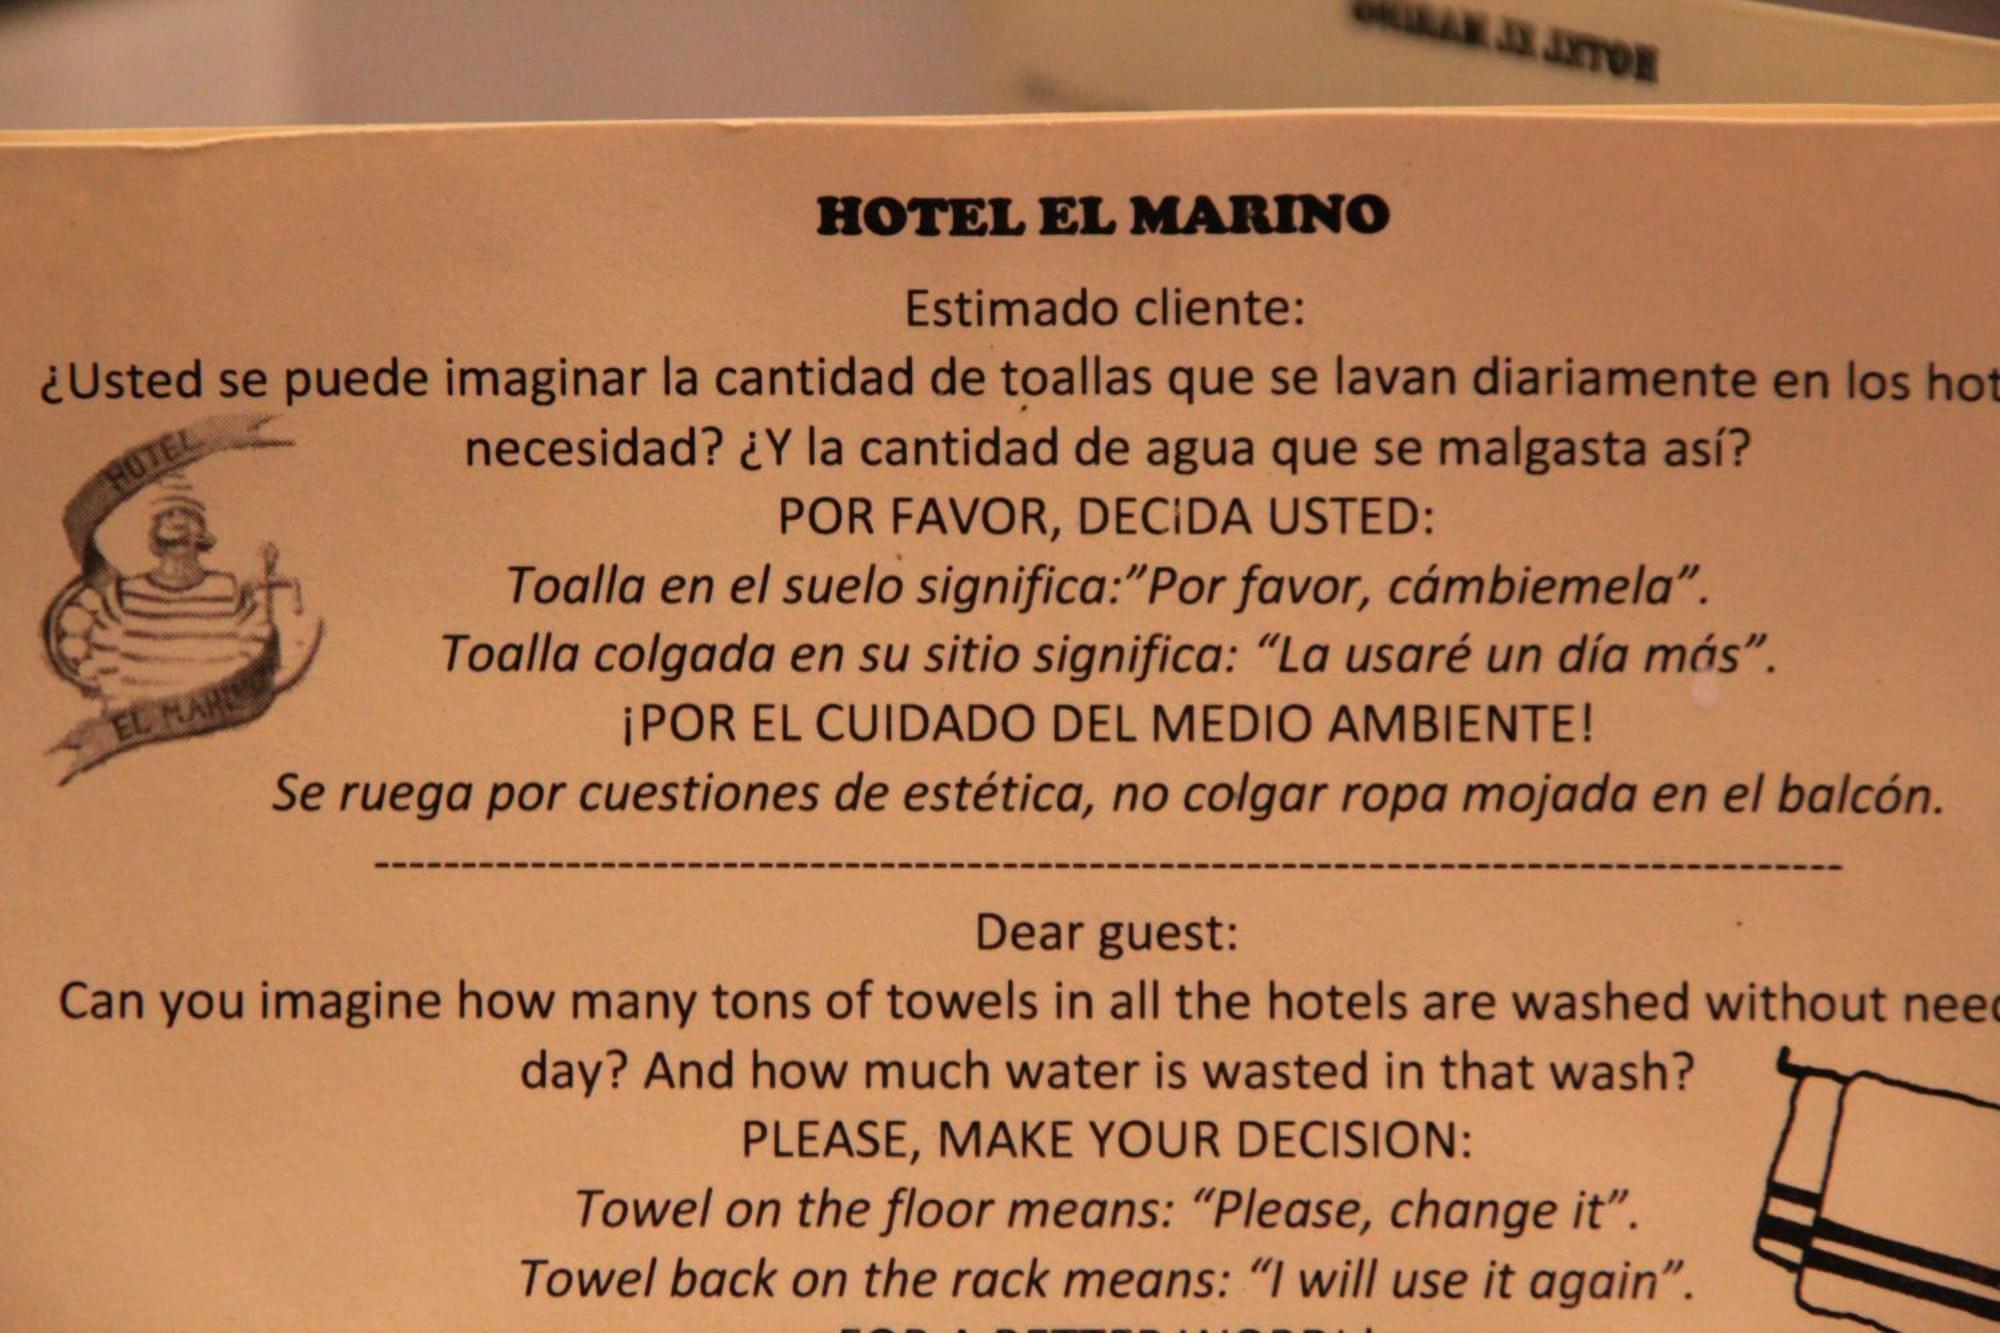 HOTEL EL MARINO
HOTEL EL MARINO
Estimado cliente:
¿Usted se puede imaginar la cantidad de toallas que se lavan diariamente en los hot
necesidad? ¿Y la cantidad de agua que se malgasta así?
POR FAVOR, DECiDA USTED:
Toalla en el suelo significa:”Por favor, cámbiemela”.
Toalla colgada en su sitio significa: “La usaré un día más”.
¡POR EL CUIDADO DEL MEDIO AMBIENTE!
Se ruega por cuestiones de estética, no colgar ropa mojada en el balcón.
HOTEL
EL MARINO
--------------------------------------------------------------------------------
Dear guest:
Can you imagine how many tons of towels in all the hotels are washed without need
day? And how much water is wasted in that wash?
PLEASE, MAKE YOUR DECISION:
Towel on the floor means: “Please, change it”.
Towel back on the rack means: “I will use it again”.
FOR A BETTER